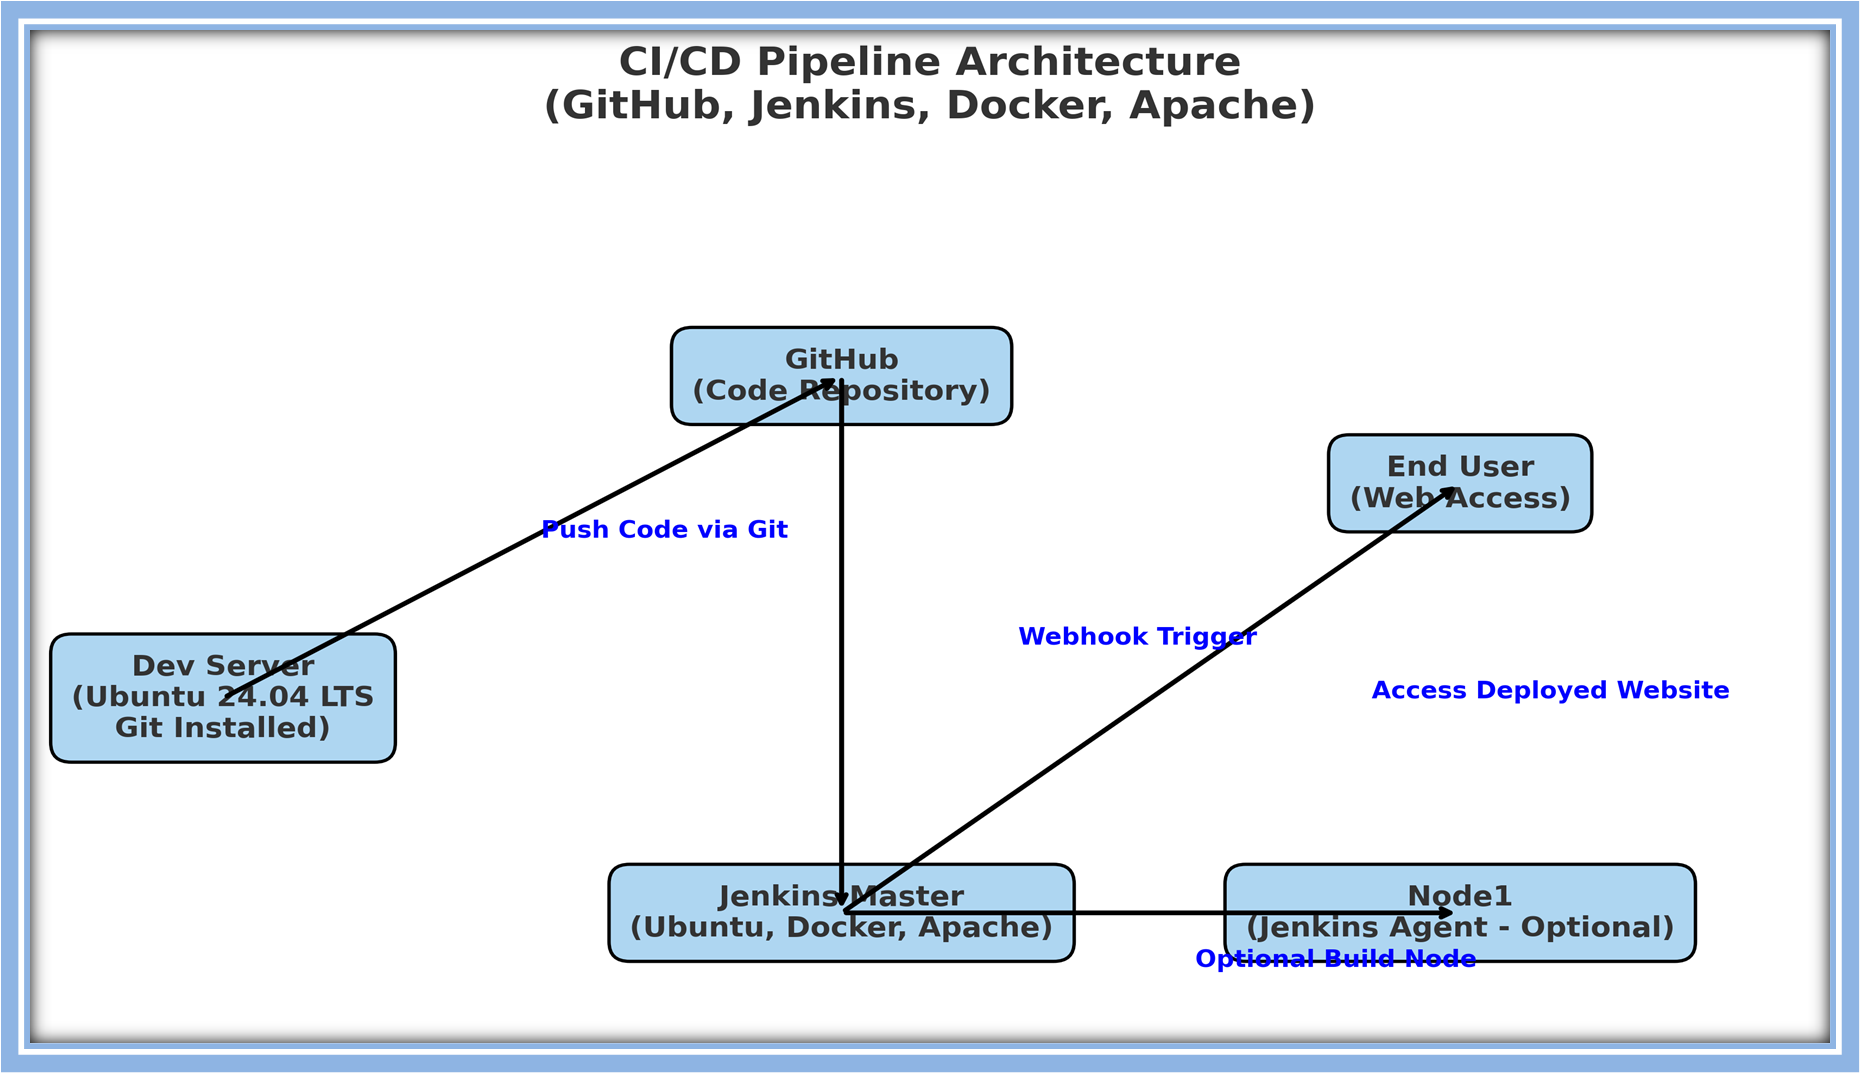 CI/CD Pipeline Architecture
(GitHub, Jenkins, Docker, Apache)
GitHub
(Code Repository)
End User
(Web Access)
Push Code via Git
Webhook Trigger
Dev Server
(Ubuntu 24.04 LTS
Git Installed)
Access Deployed Website
Jenkins Master
(Ubuntu, Docker, Apache)
Node1
(Jenkins Agent - Optional)
Optional Build Node